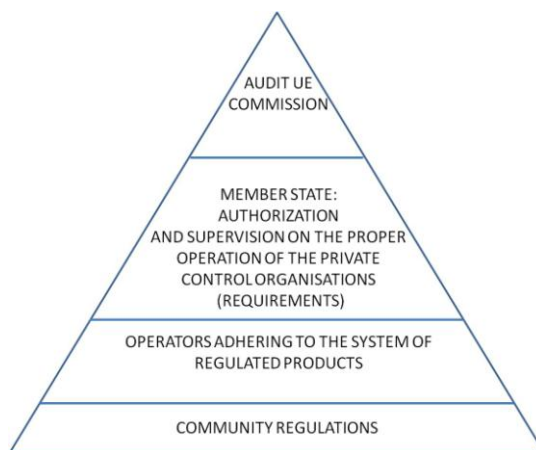 AUDIT UE
COMMISSION
MEMBER STATE:
AUTHORIZATION
AND SUPERVISION ON THE PROPER
OPERATION OF THE PRIVATE
CONTROL ORGANISATIONS
(REQUIREMENTS)
OPERATORS ADHERING TO THE SYSTEM OF
REGULATED PRODUCTS
COMMUNITY REGULATIONS